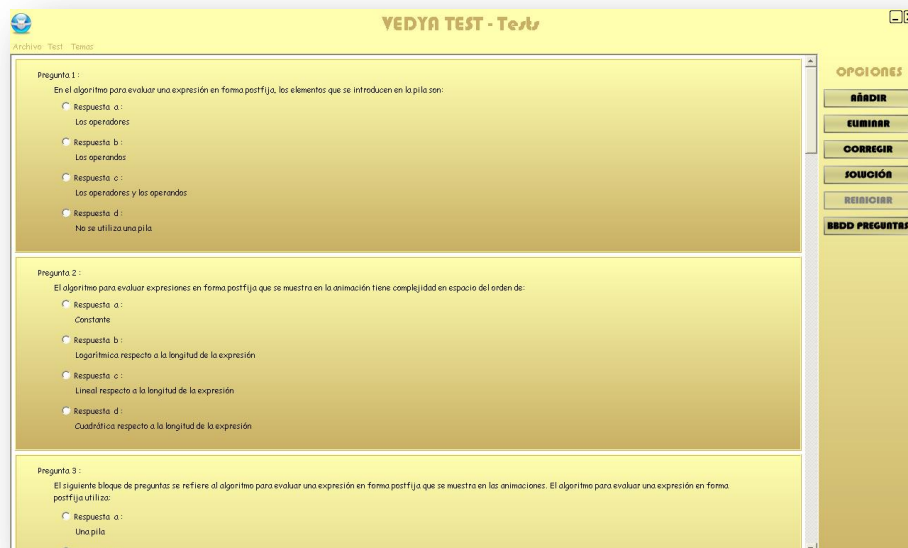 VEDYA TEST - Tests
Archivo Test Temas
Pregunta 1 :
En el algoritmo para evaluar una expresión en forma postfija, los elementos que se introducen en la pila son:
Respuesta a :
Los operadores
Respuesta b :
Los operandos
Respuesta c :
Los operadores y los operandos
Respuesta d :
No se utiliza una pila
Pregunta 2 :
El algoritmo para evaluar expresiones en forma postfija que se muestra en la animación tiene complejidad en espacio del orden de:
Respuesta a :
Constante
Respuesta b :
Logarítmica respecto a la longitud de la expresión
Respuesta c :
Lineal respecto a la longitud de la expresión
Respuesta d :
Cuadrática respecto a la longitud de la expresión
Pregunta 3 :
El siguiente bloque de preguntas se refiere al algoritmo para evaluar una expresión en forma postfija que se muestra en las animaciones. El algoritmo para evaluar una expresión en forma
postfija utiliza:
Respuesta a :
Una pila
OPCIONES
AÑADIR
ELIMINAR
CORREGIR
SOLUCIÓN
REINICIAR
BBDD PREGUNTAS